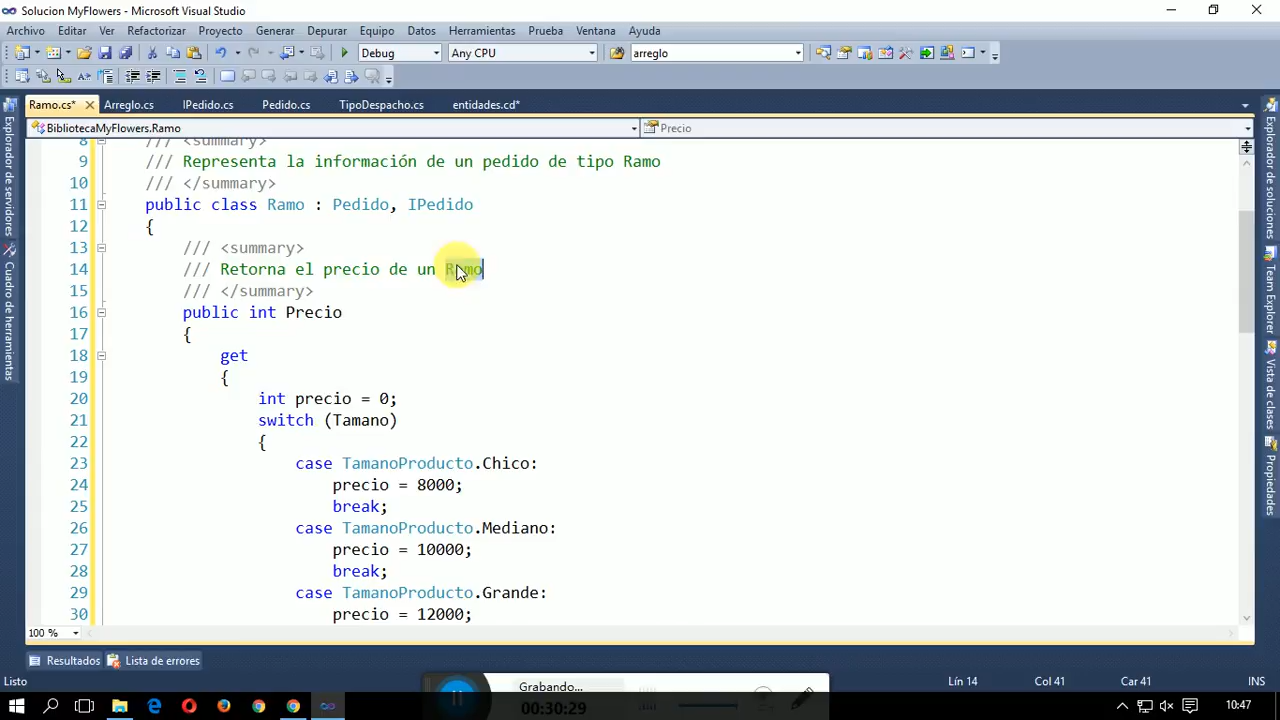 Solucion MyFlowers - Microsoft Visual Studio
Archivo Editar Ver Refactorizar Proyecto Generar Depurar Equipo Datos Herramientas Prueba Ventana Ayuda
Debug Any CPU arreglo
Ramo.cs* Arreglo.cs IPedido.cs Pedido.cs TipoDespacho.cs entidades.cd*
BibliotecaMyFlowers.Ramo Precio
8 /// <summary>
9 /// Representa la información de un pedido de tipo Ramo
10 /// </summary>
11 public class Ramo : Pedido, IPedido
12 {
13 /// <summary>
14 /// Retorna el precio de un Ramo
15 /// </summary>
16 public int Precio
17 {
18 get
19 {
20 int precio = 0;
21 switch (Tamano)
22 {
23 case TamanoProducto.Chico:
24 precio = 8000;
25 break;
26 case TamanoProducto.Mediano:
27 precio = 10000;
28 break;
29 case TamanoProducto.Grande:
30 precio = 12000;
100 %
Explorador de servidores
Cuadro de herramientas
Explorador de soluciones
Team Explorer
Vista de clases
Propiedades
Resultados Lista de errores
Listo Lín 14 Col 41 Car 41 INS
Grabando...
00:30:29
10:47